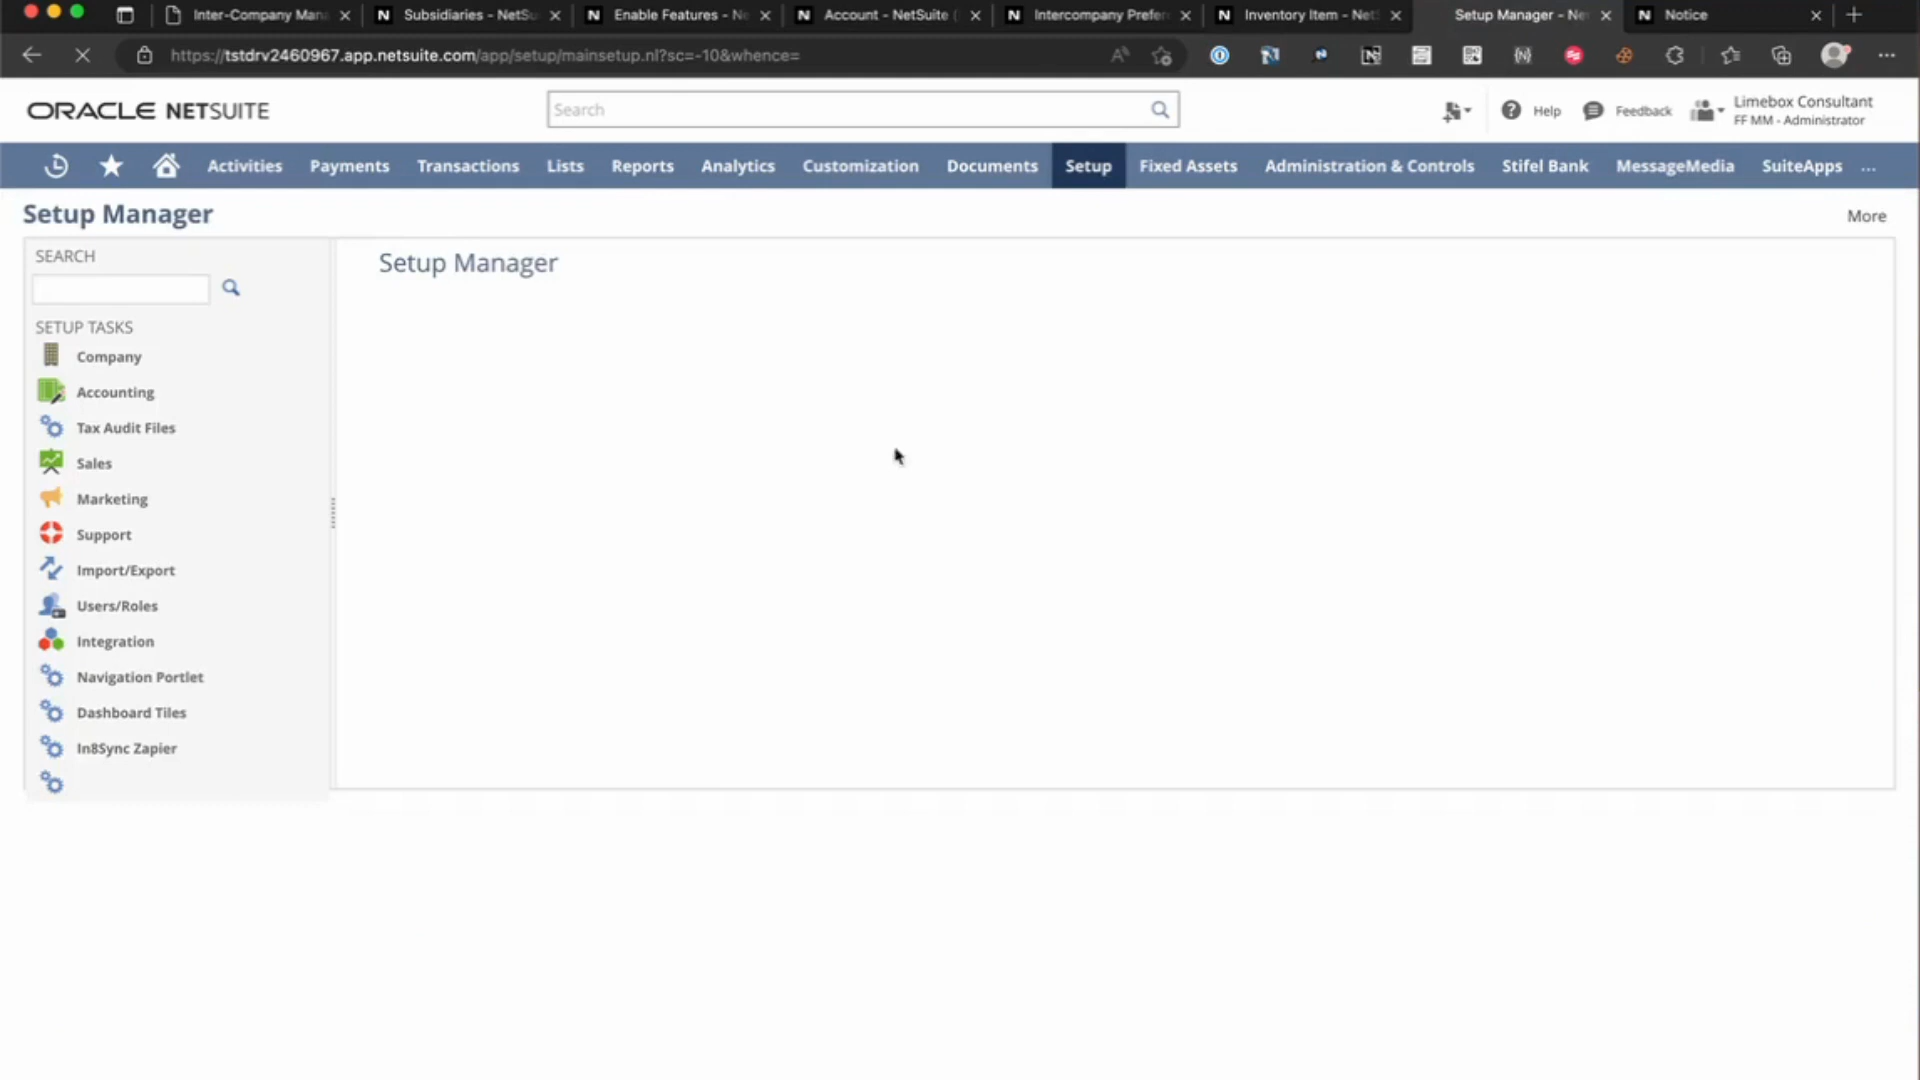 Inter-Company Man
Subsidiaries - NetSu
Enable Features - Ne
Account - NetSuite (
Intercompany Prefer
Inventory Item - NetS
Setup Manager - Net
Notice
https://tstdrv2460967.app.netsuite.com/app/setup/mainsetup.nl?sc=-10&whence=
ORACLE NETSUITE
Search
Help
Feedback
Limebox Consultant
FF MM - Administrator
Activities
Payments
Transactions
Lists
Reports
Analytics
Customization
Documents
Setup
Fixed Assets
Administration & Controls
Stifel Bank
MessageMedia
SuiteApps
...
Setup Manager
More
SEARCH
Setup Manager
SETUP TASKS
Company
Accounting
Tax Audit Files
Sales
Marketing
Support
Import/Export
Users/Roles
Integration
Navigation Portlet
Dashboard Tiles
In8Sync Zapier